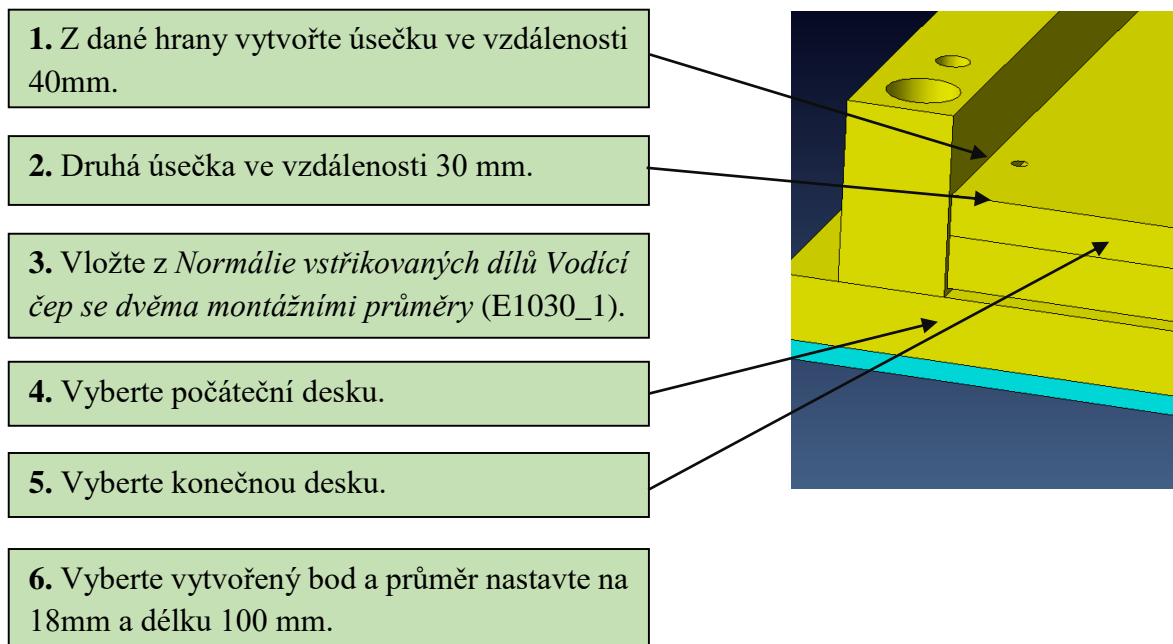 1. Z dané hrany vytvořte úsečku ve vzdálenosti
40mm.
2. Druhá úsečka ve vzdálenosti 30 mm.
3. Vložte z Normálie vstřikovaných dílů Vodící
čep se dvěma montážními průměry (E1030_1).
4. Vyberte počáteční desku.
5. Vyberte konečnou desku.
6. Vyberte vytvořený bod a průměr nastavte na
18mm a délku 100 mm.